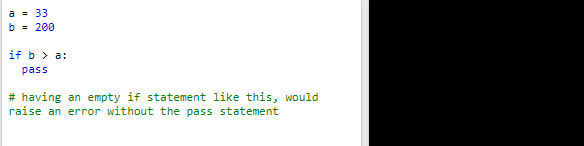 a = 33
b = 200

if b > a:
  pass

# having an empty if statement like this, would
raise an error without the pass statement